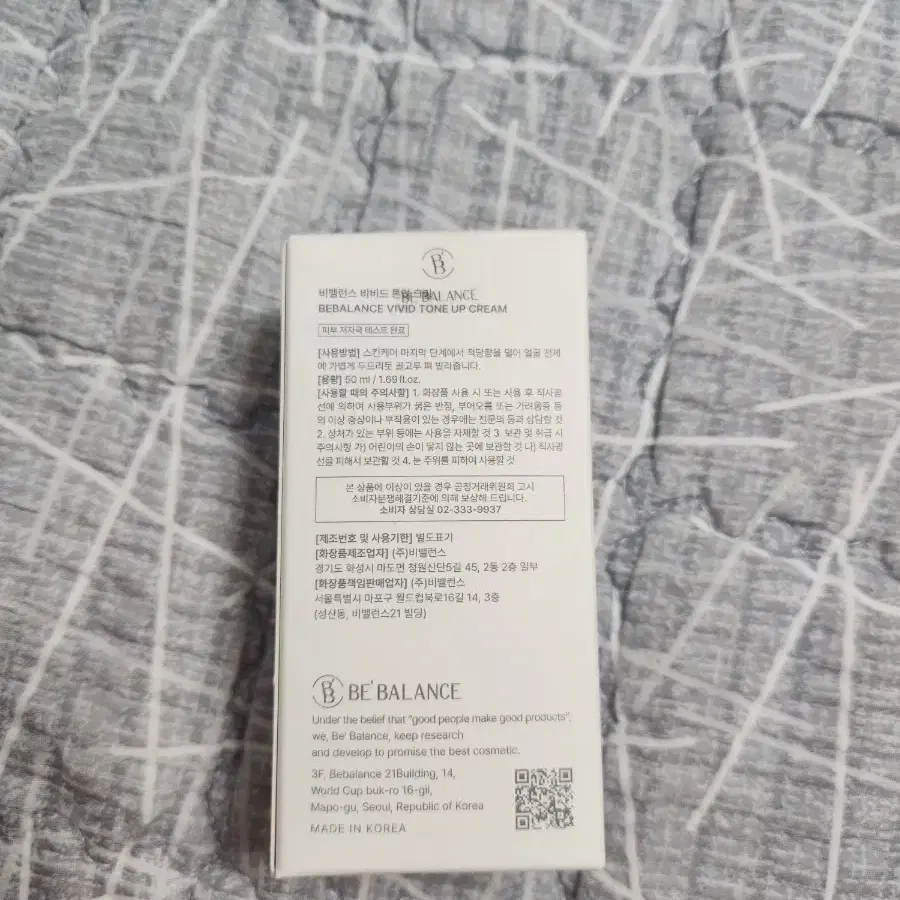 BE' BALANCE
비밸런스 비비드 톤업 크림
BEBALANCE VIVID TONE UP CREAM
피부 저자극 테스트 완료
[사용방법] 스킨케어 마지막 단계에서 적당량을 덜어 얼굴 전체
에 가볍게 두드리듯 골고루 펴 발라줍니다.
[용량] 50 ml / 1.69 fl.oz.
[사용할 때의 주의사항] 1. 화장품 사용 시 또는 사용 후 직사광
선에 의하여 사용부위가 붉은 반점, 부어오름 또는 가려움증 등
의 이상 증상이나 부작용이 있는 경우에는 전문의 등과 상담할 것
2. 상처가 있는 부위 등에는 사용을 자제할 것 3. 보관 및 취급 시
주의사항 가) 어린이의 손이 닿지 않는 곳에 보관할 것 나) 직사광
선을 피해서 보관할 것 4. 눈 주위를 피하여 사용할 것
본 상품에 이상이 있을 경우 공정거래위원회 고시
소비자분쟁해결기준에 의해 보상해 드립니다.
소비자 상담실 02-333-9937
[제조번호 및 사용기한] 별도표기
[화장품제조업자] (주)비밸런스
경기도 화성시 마도면 청원산단5길 45, 2동 2층 일부
[화장품책임판매업자] (주)비밸런스
서울특별시 마포구 월드컵북로16길 14, 3층
(성산동, 비밸런스21 빌딩)
BE' BALANCE
Under the belief that "good people make good products",
we, Be' Balance, keep research
and develop to promise the best cosmetic.
3F, Bebalance 21Building, 14,
World Cup buk-ro 16-gil,
Mapo-gu, Seoul, Republic of Korea
MADE IN KOREA